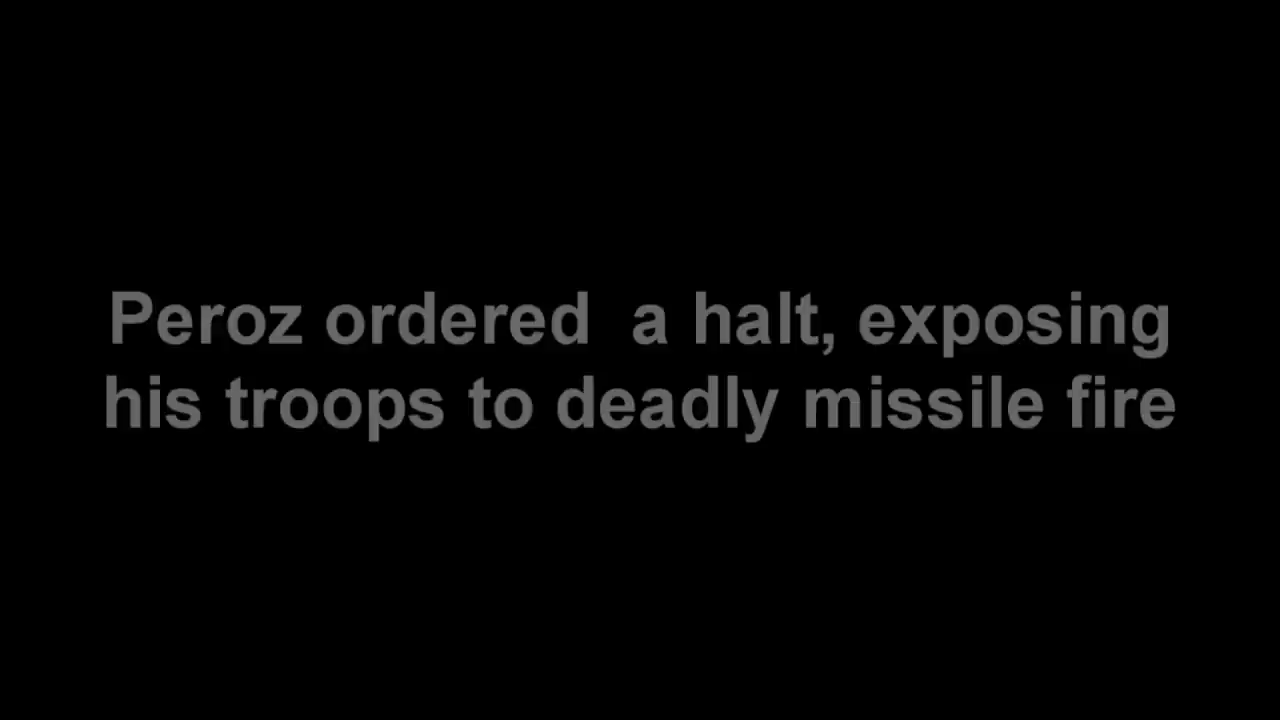 Peroz ordered  a halt, exposing
his troops to deadly missile fire